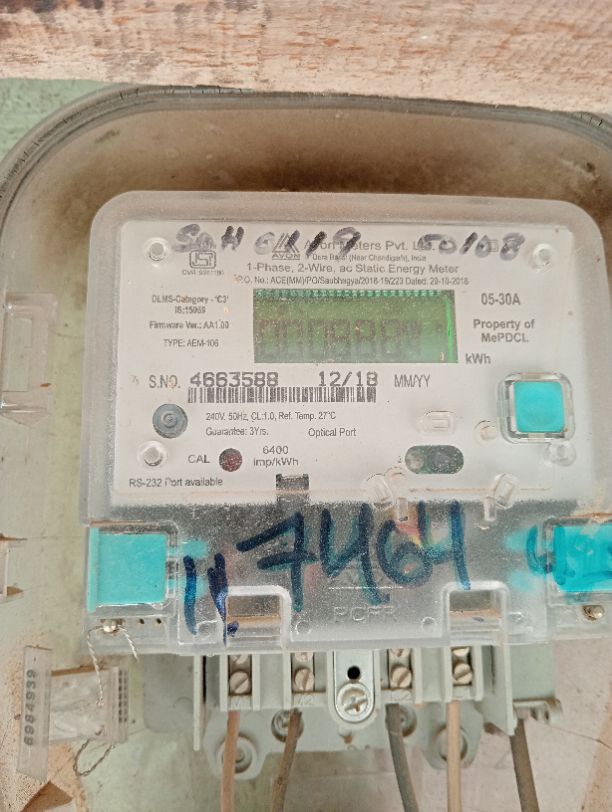 Avon Meters Pvt. Ltd.
AVON
Dera Bassi (Near Chandigarh), India
1-Phase, 2-Wire, ac Static Energy Meter
P.O. No.: ACE(MM)/PO/Saubhagya/2018-19/223 Dated: 29-10-2018
DLMS-Category - 'C3'
IS:15959
Firmware Ver.: AA1.00
TYPE: AEM-106
05-30A
Property of
MePDCL
kWh
S.NO. 4663588 12/18 MM/YY
240V, 50Hz, CL:1.0, Ref. Temp. 27°C
Guarantee: 3Yrs. Optical Port
CAL 6400
imp/kWh
RS-232 Port available
7464
6984939